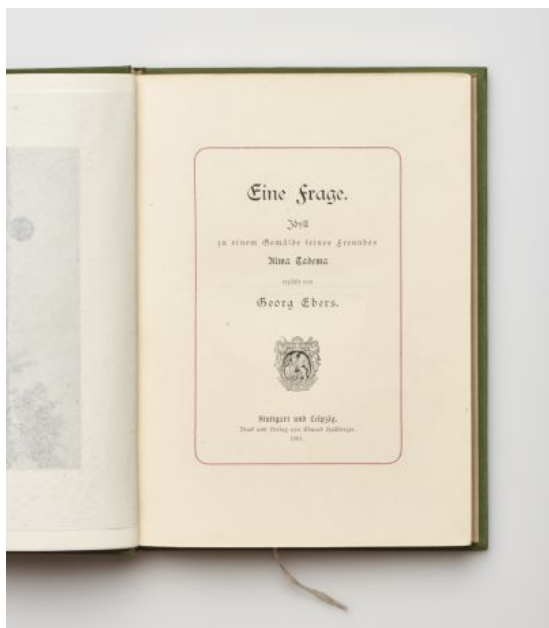 Eine Frage.
Idyll
zu einem Gemälde seines Freundes
Alma Tadema
erzählt von
Georg Ebers.
Stuttgart und Leipzig.
Druck und Verlag von Eduard Hallberger.
1881.